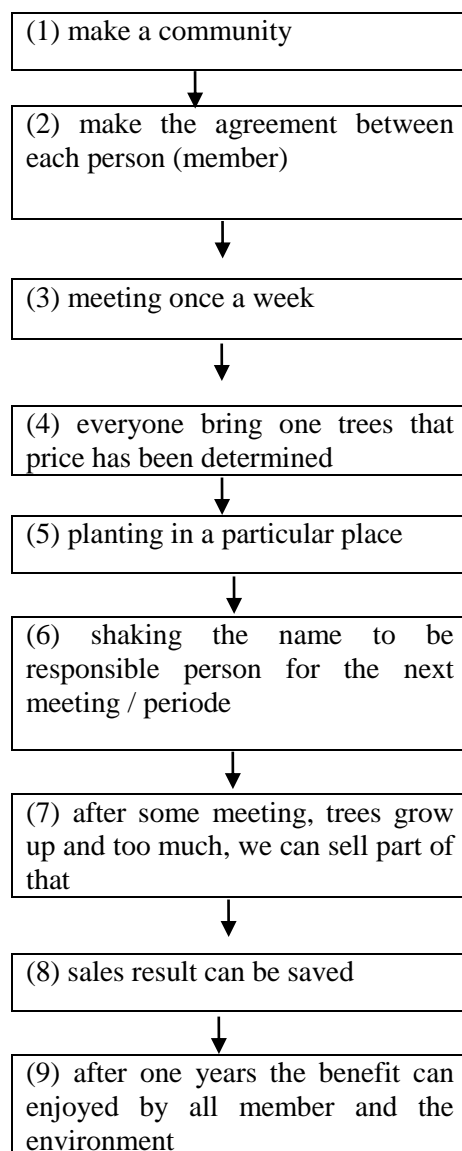 (1) make a community
(2) make the agreement between
each person (member)
(3) meeting once a week
(4) everyone bring one trees that
price has been determined
(5) planting in a particular place
(6) shaking the name to be
responsible person for the next
meeting / periode
(7) after some meeting, trees grow
up and too much, we can sell part of
that
(8) sales result can be saved
(9) after one years the benefit can
enjoyed by all member and the
environment